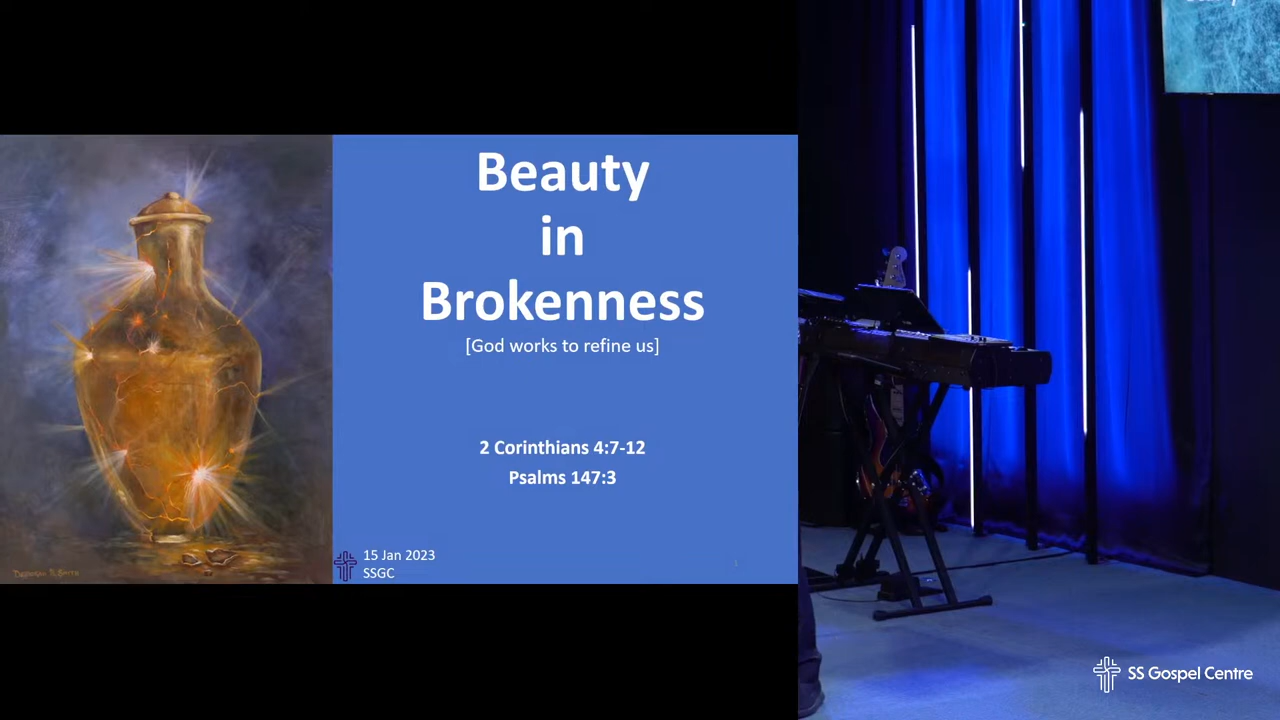 Beauty
in
Brokenness
[God works to refine us]
2 Corinthians 4:7-12
Psalms 147:3
15 Jan 2023
SSGC
1
SS Gospel Centre